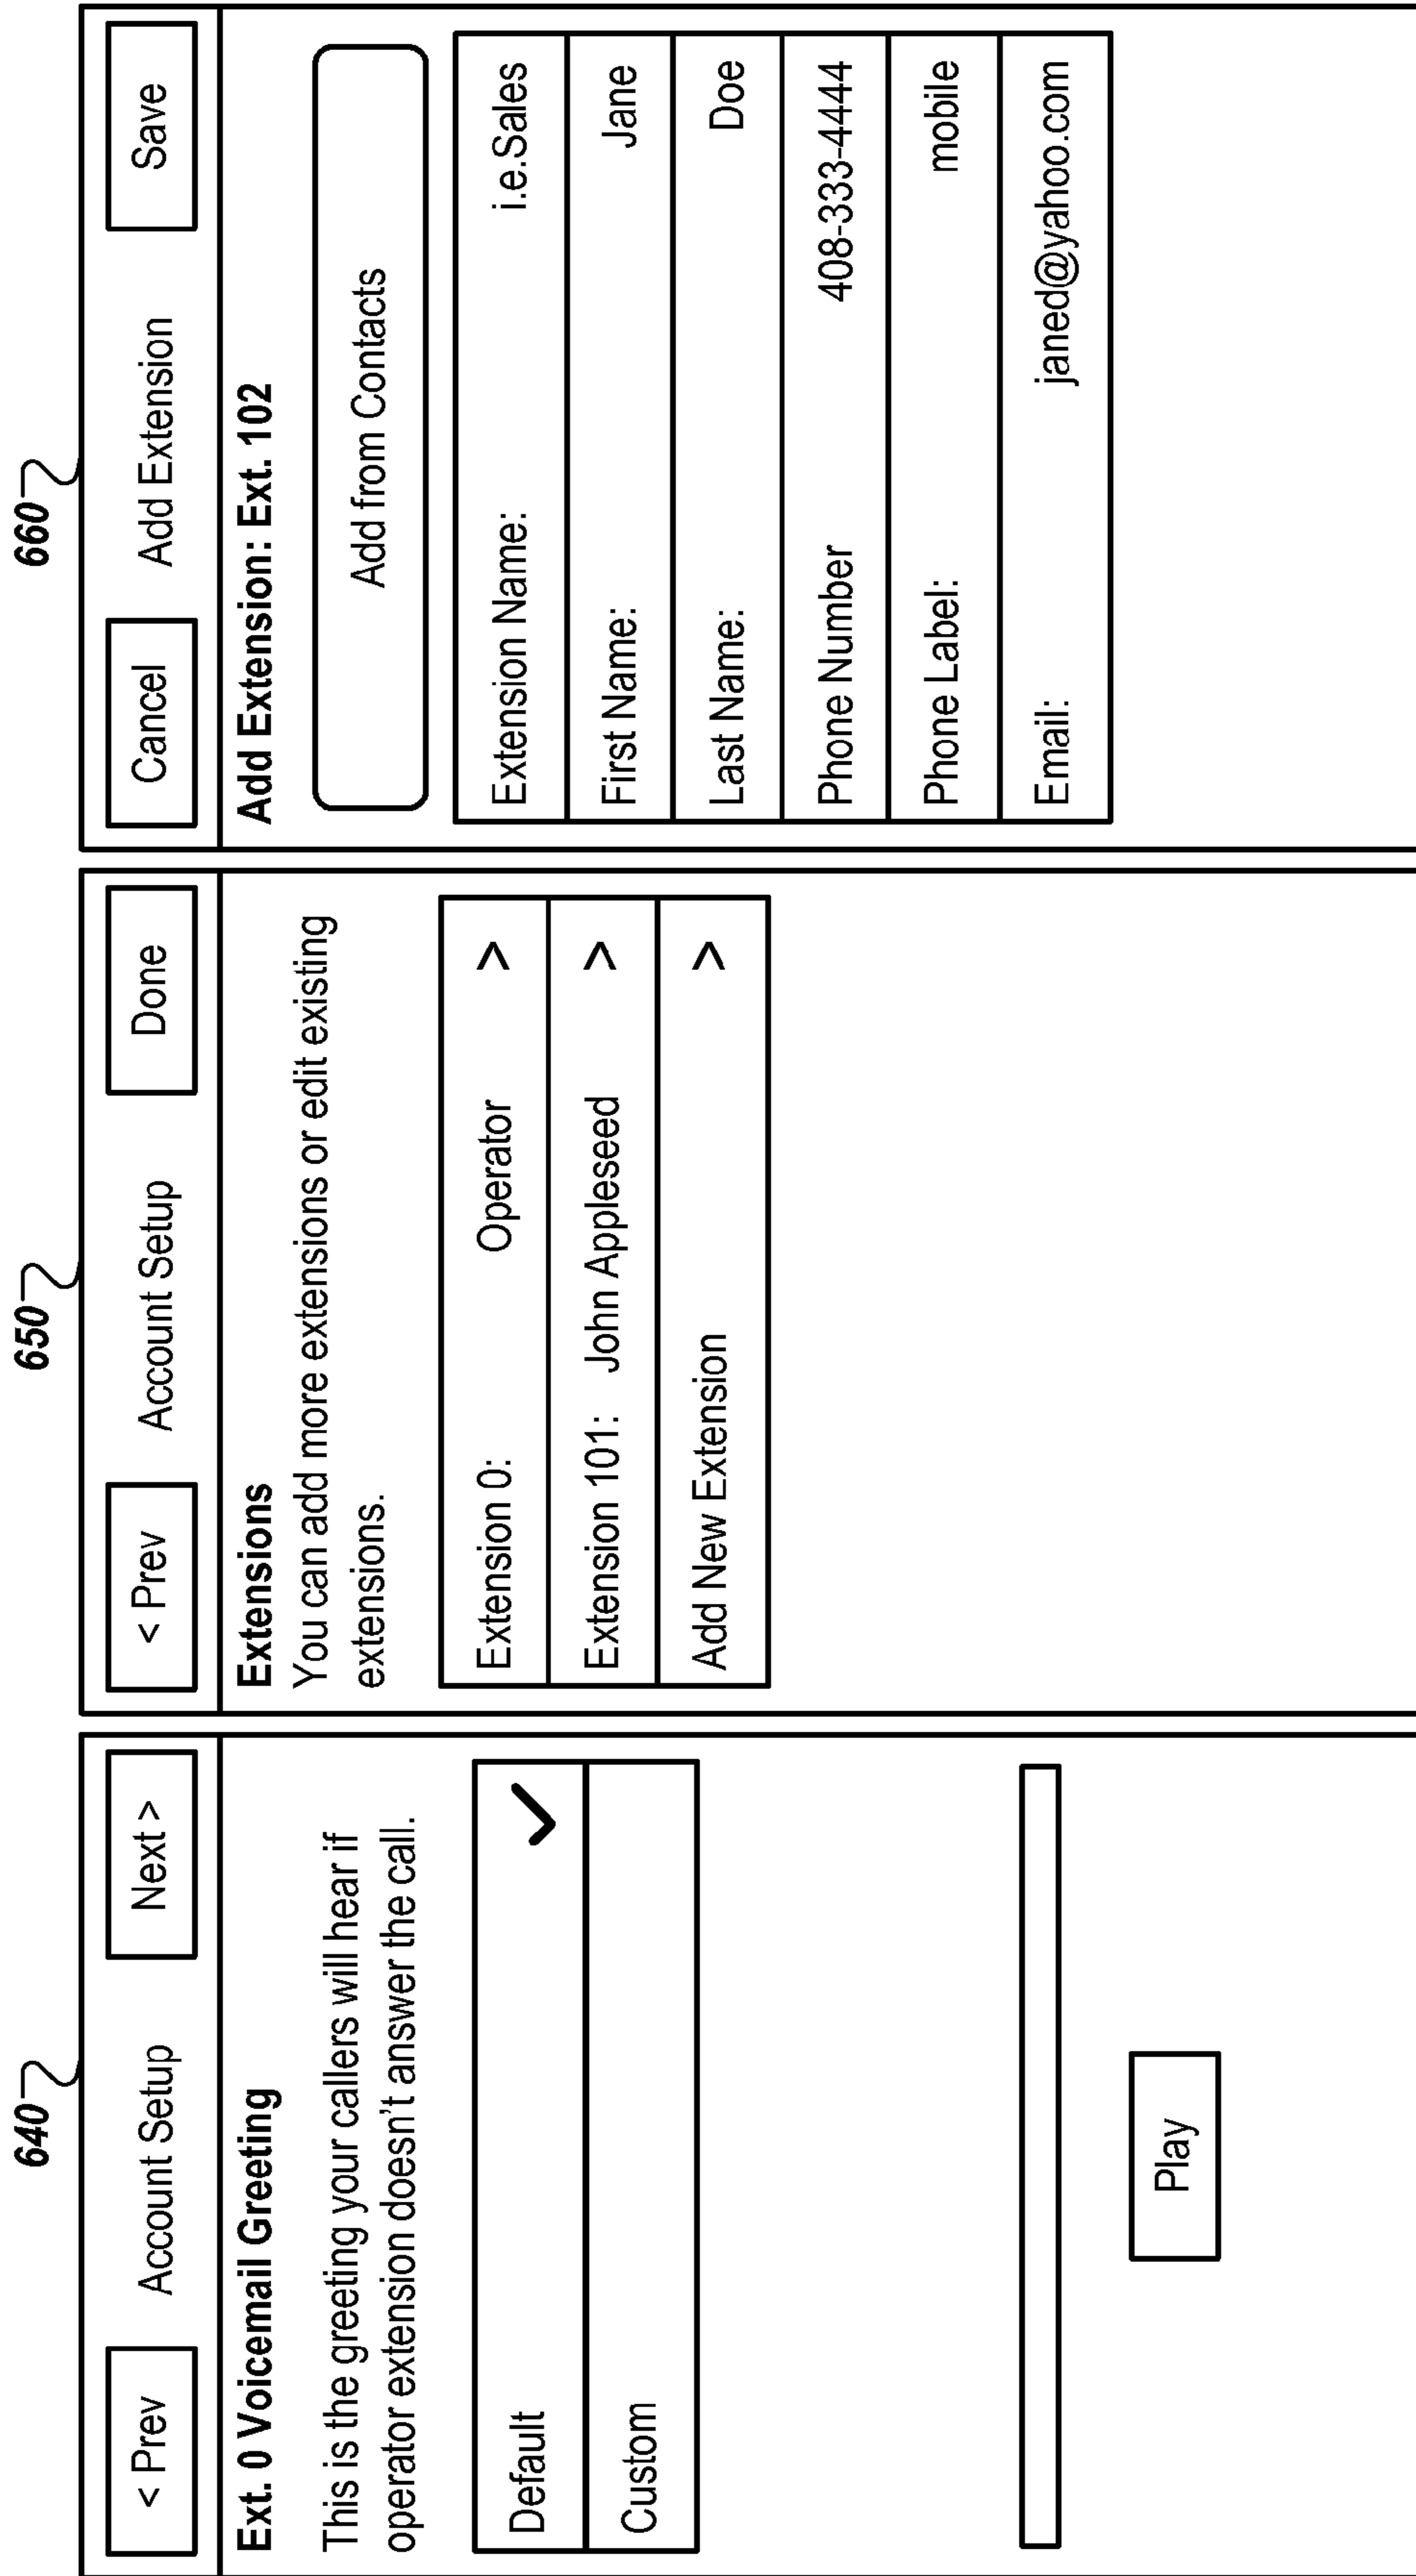 640
< Prev
Account Setup
Next >
Ext. 0 Voicemail Greeting
This is the greeting your callers will hear if
operator extension doesn't answer the call.
Default
Custom
Play
650
< Prev
Account Setup
Done
Extensions
You can add more extensions or edit existing
extensions.
Extension 0: Operator >
Extension 101: John Appleseed >
Add New Extension >
660
Cancel
Add Extension
Save
Add Extension: Ext. 102
Add from Contacts
Extension Name: i.e.Sales
First Name: Jane
Last Name: Doe
Phone Number 408-333-4444
Phone Label: mobile
Email: janed@yahoo.com